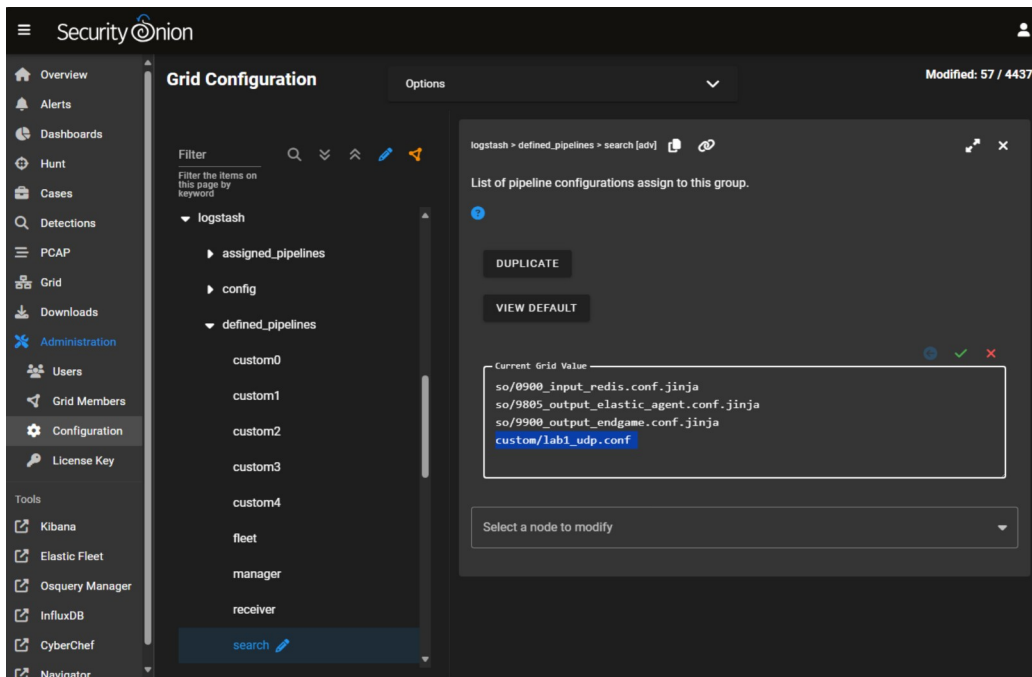 Security Onion
Overview
Alerts
Dashboards
Hunt
Cases
Detections
PCAP
Grid
Downloads
Administration
Users
Grid Members
Configuration
License Key
Tools
Kibana
Elastic Fleet
Osquery Manager
InfluxDB
CyberChef
Navigator
Grid Configuration
Options
Modified: 57 / 4437
Filter
Filter the items on
this page by
keyword
logstash
assigned_pipelines
config
defined_pipelines
custom0
custom1
custom2
custom3
custom4
fleet
manager
receiver
search
logstash > defined_pipelines > search [adv]
List of pipeline configurations assign to this group.
?
DUPLICATE
VIEW DEFAULT
Current Grid Value
so/0900_input_redis.conf.jinja
so/9805_output_elastic_agent.conf.jinja
so/9900_output_endgame.conf.jinja
custom/lab1_udp.conf
Select a node to modify